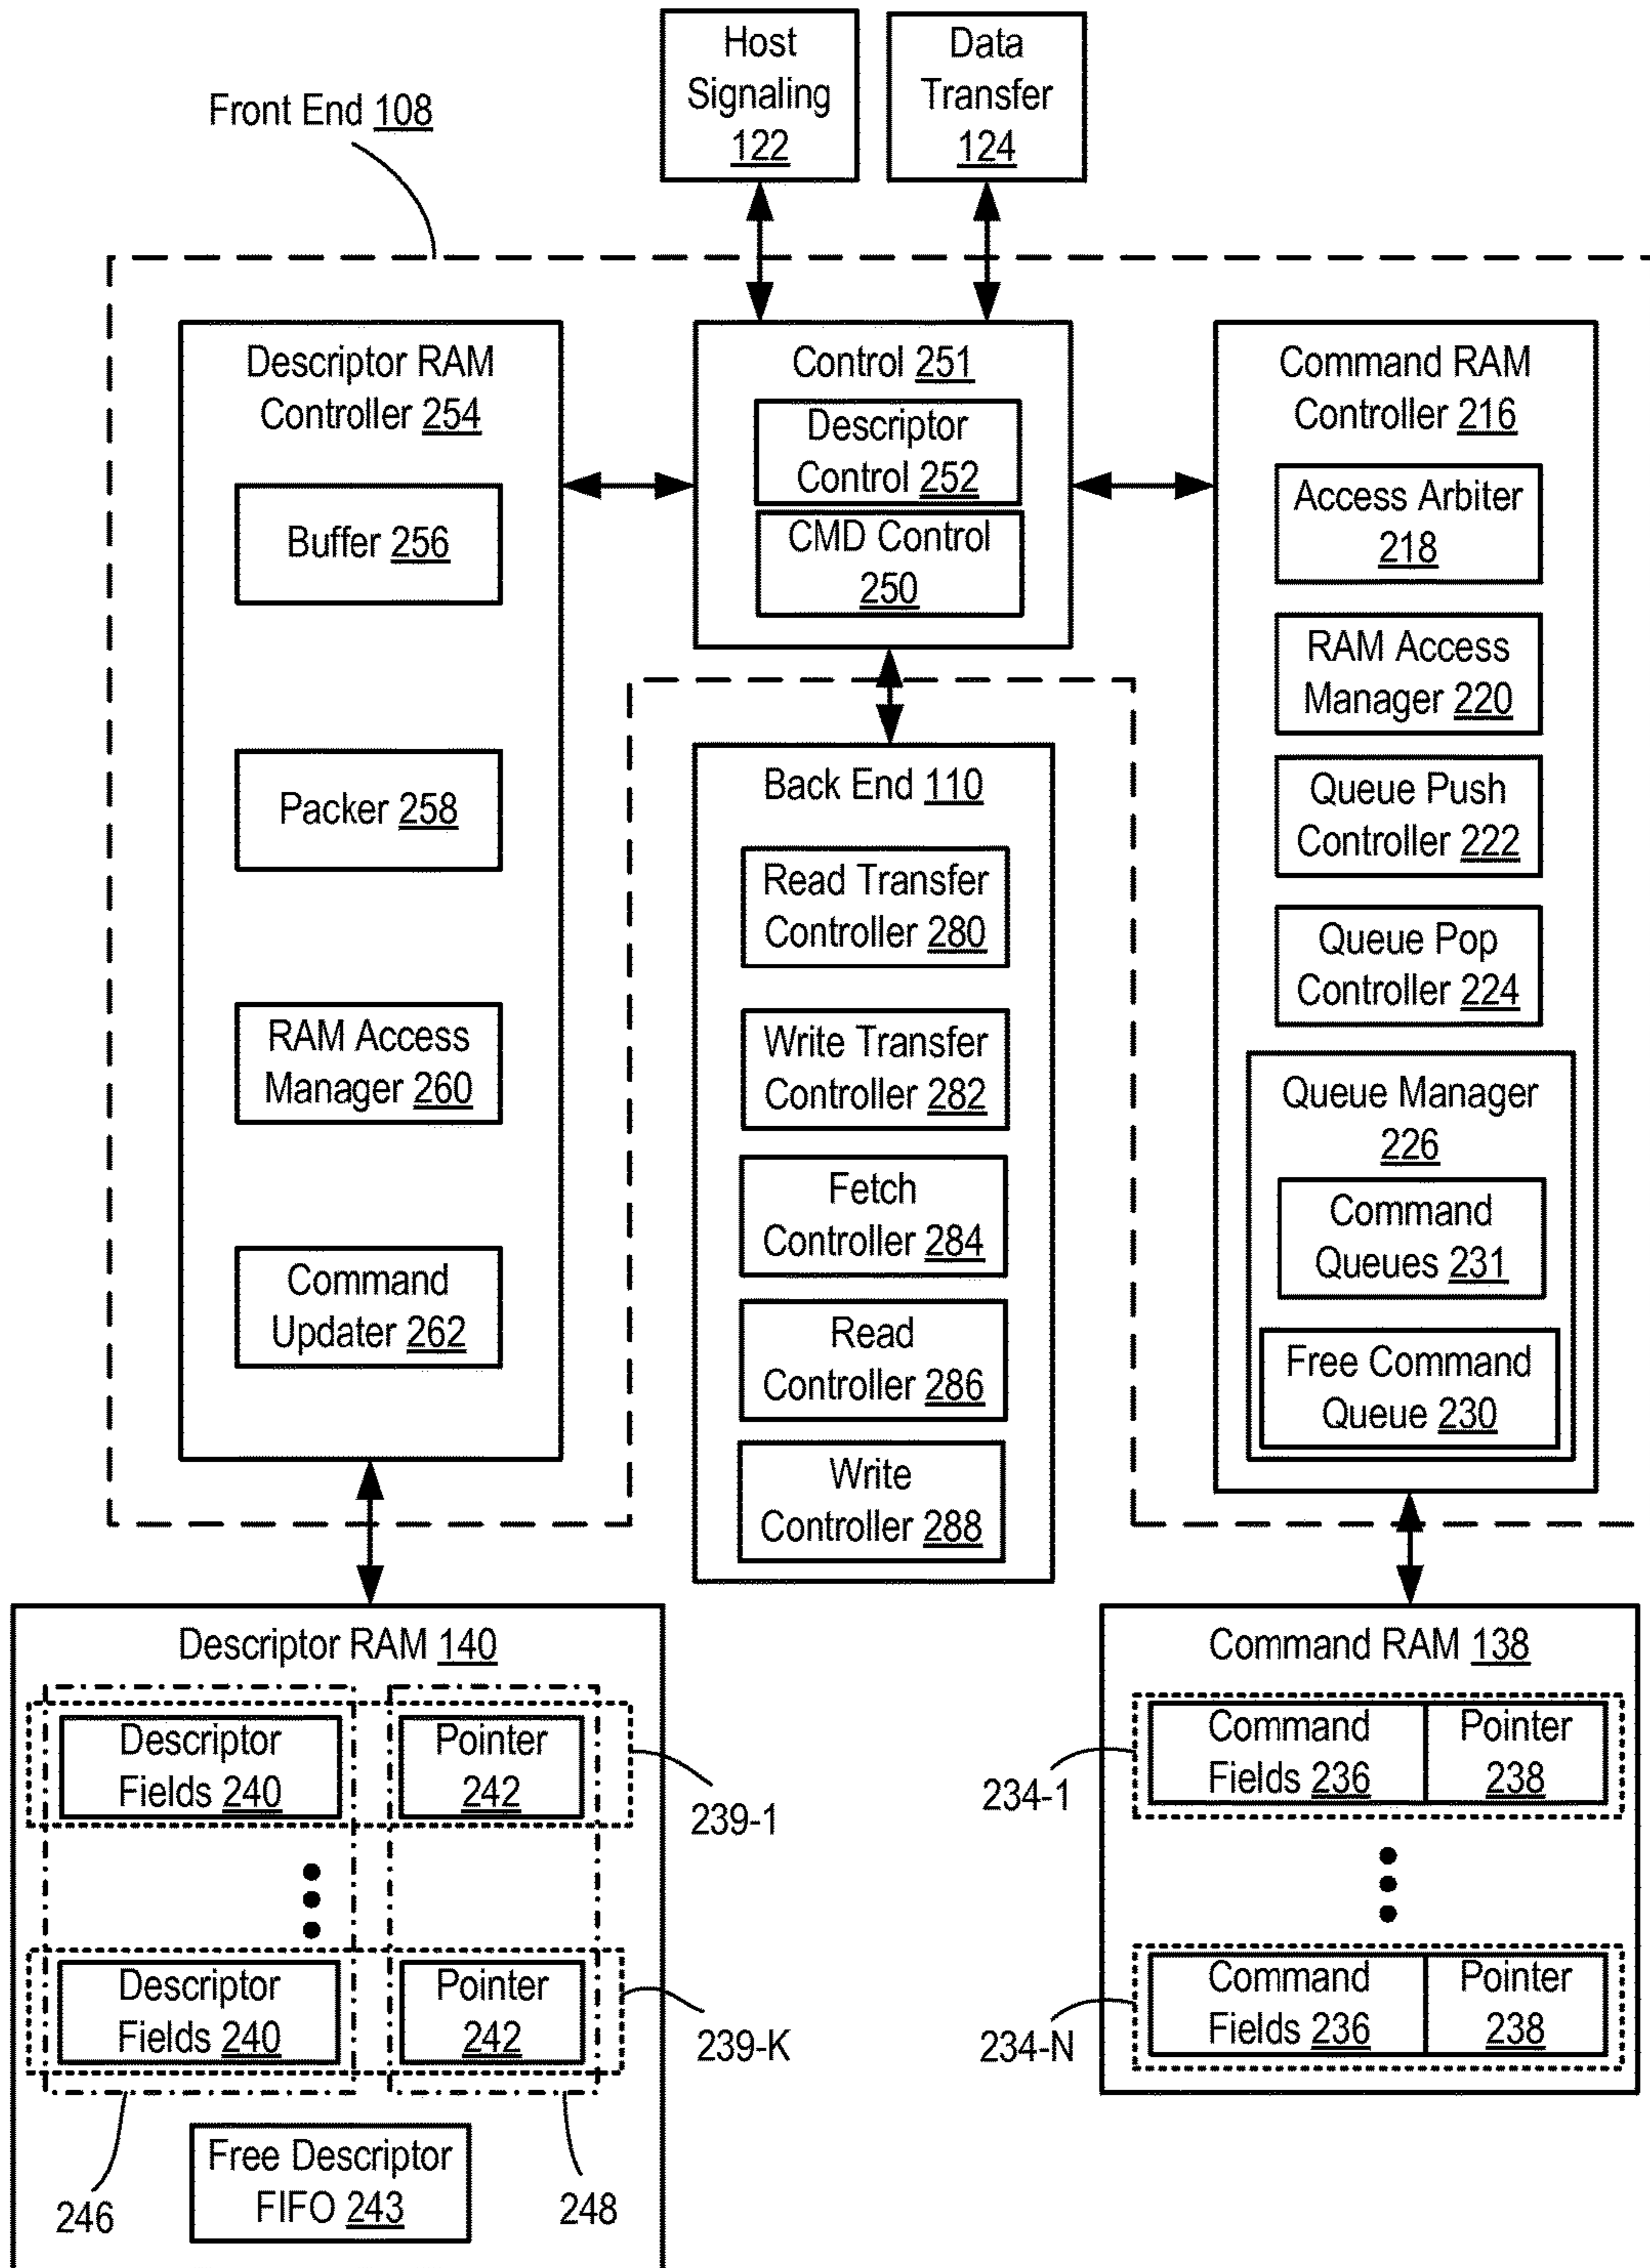 Host
Signaling
122
Data
Transfer
124
Front End 108
Descriptor RAM
Controller 254
Buffer 256
Packer 258
RAM Access
Manager 260
Command
Updater 262
Control 251
Descriptor
Control 252
CMD Control
250
Command RAM
Controller 216
Access Arbiter
218
RAM Access
Manager 220
Queue Push
Controller 222
Queue Pop
Controller 224
Queue Manager
226
Command
Queues 231
Free Command
Queue 230
Back End 110
Read Transfer
Controller 280
Write Transfer
Controller 282
Fetch
Controller 284
Read
Controller 286
Write
Controller 288
Descriptor RAM 140
Descriptor
Fields 240
Pointer
242
239-1
Descriptor
Fields 240
Pointer
242
239-K
246
Free Descriptor
FIFO 243
248
Command RAM 138
234-1
Command
Fields 236
Pointer
238
234-N
Command
Fields 236
Pointer
238